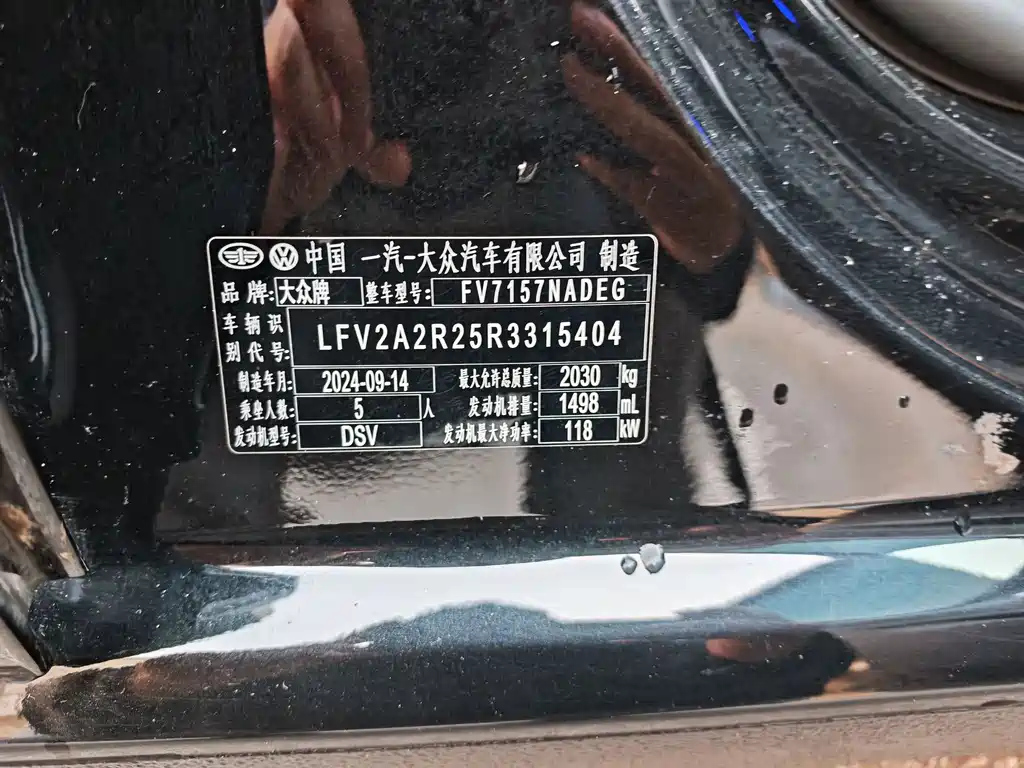 中国 一汽-大众汽车有限公司 制造
品牌: 大众牌 整车型号: FV7157NADEG
车辆识别代号: LFV2A2R25R3315404
制造年月: 2024-09-14 最大允许总质量: 2030 kg
乘坐人数: 5 人 发动机排量: 1498 mL
发动机型号: DSV 发动机最大净功率: 118 kW